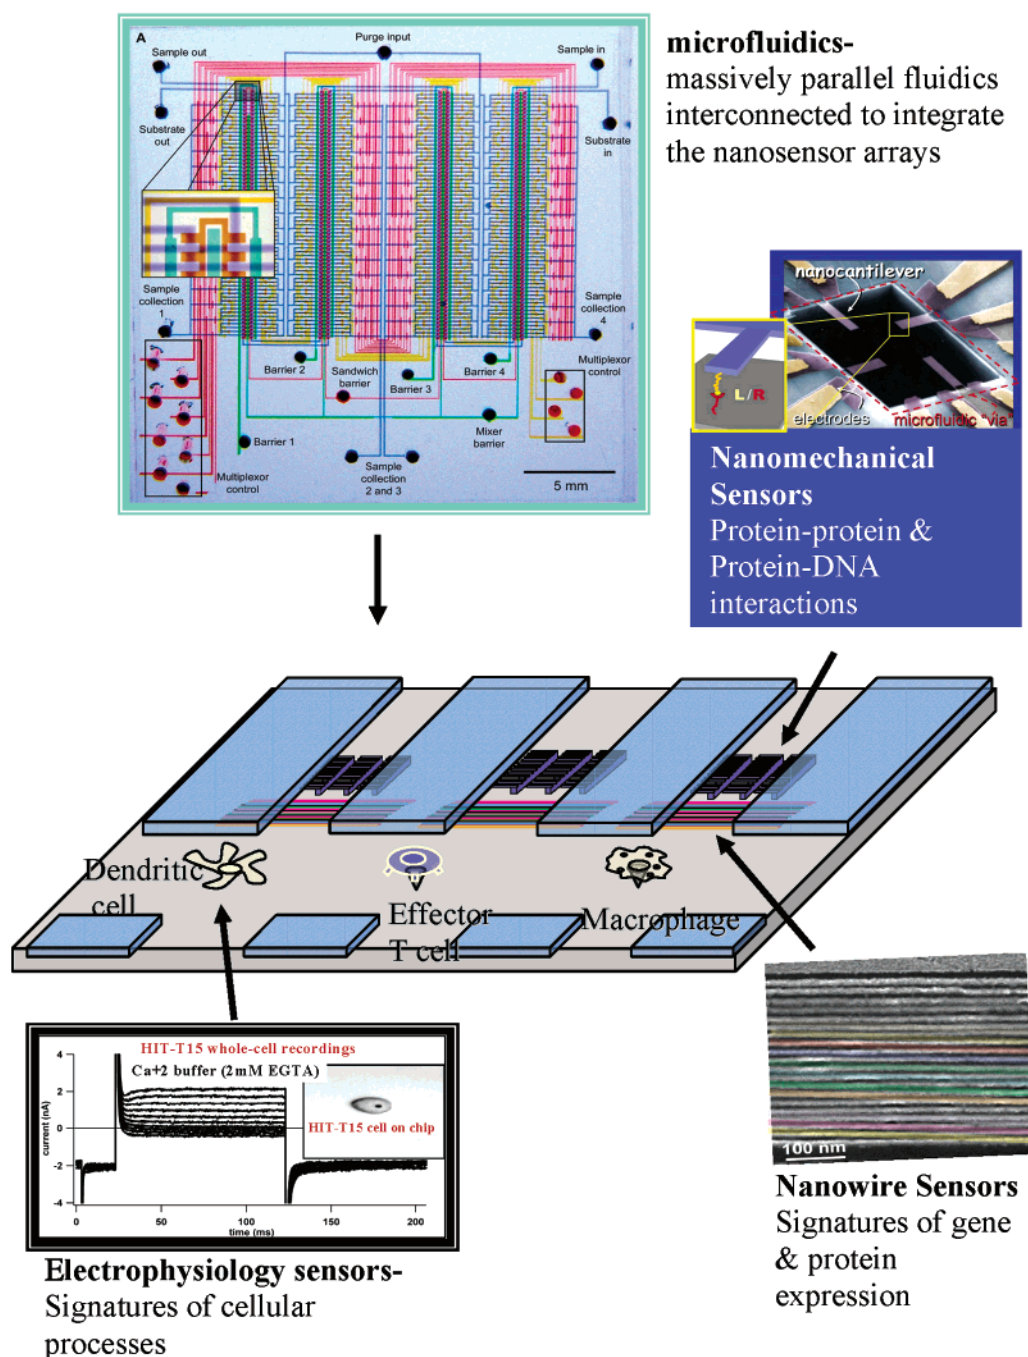 A
Purge input
Sample out
Sample in
Substrate
out
Substrate
in
Sample
collection
1
Sample
collection
4
Barrier 2
Sandwich
barrier
Barrier 3
Barrier 4
Multiplexor
control
Barrier 1
Mixer
barrier
Multiplexor
control
Sample
collection
2 and 3
5 mm
microfluidics-
massively parallel fluidics
interconnected to integrate
the nanosensor arrays
nanocantilever
L/R
electrodes
microfluidic "via"
Nanomechanical
Sensors
Protein-protein &
Protein-DNA
interactions
Dendritic
cell
Effector
T cell
Macrophage
HIT-T15 whole-cell recordings
Ca+2 buffer (2mM EGTA)
HIT-T15 cell on chip
current (nA)
4
2
0
-2
-4
0
50
100
150
200
time (ms)
Electrophysiology sensors-
Signatures of cellular
processes
100 nm
Nanowire Sensors
Signatures of gene
& protein
expression